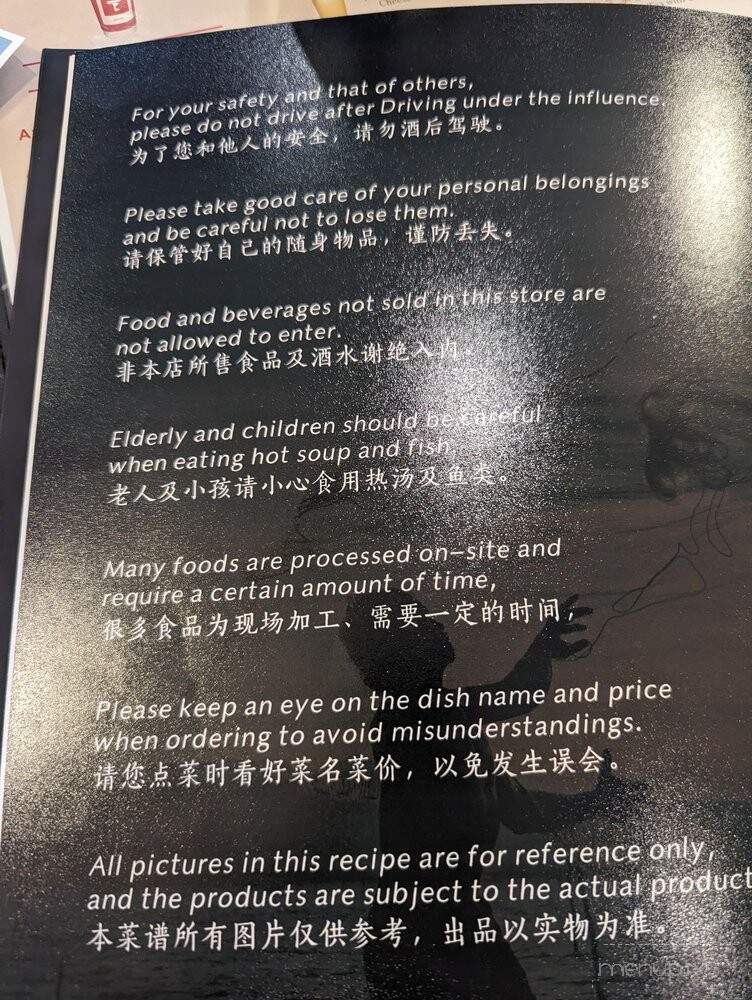 For your safety and that of others,
please do not drive after Driving under the influence.
为了您和他人的安全，请勿酒后驾驶。
Please take good care of your personal belongings
and be careful not to lose them.
请保管好自己的随身物品，谨防丢失。
Food and beverages not sold in this store are
not allowed to enter.
非本店所售食品及酒水谢绝入内。
Elderly and children should be careful
when eating hot soup and fish.
老人及小孩请小心食用热汤及鱼类。
Many foods are processed on-site and
require a certain amount of time,
很多食品为现场加工、需要一定的时间，
Please keep an eye on the dish name and price
when ordering to avoid misunderstandings.
请您点菜时看好菜名菜价，以免发生误会。
All pictures in this recipe are for reference only,
and the products are subject to the actual product
本菜谱所有图片仅供参考，出品以实物为准。